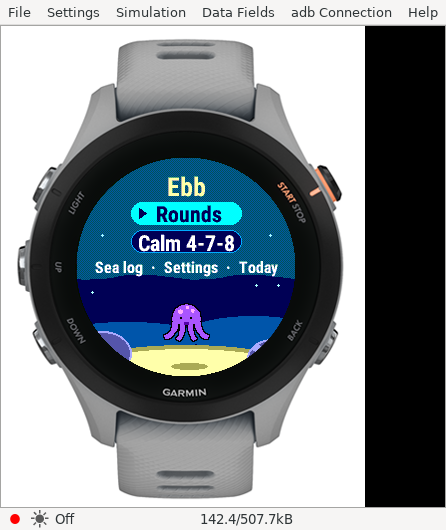 File Settings Simulation Data Fields adb Connection Help
Ebb
START STOP
LIGHT
Rounds
Calm 4-7-8
UP
Sea log · Settings · Today
DOWN
BACK
GARMIN
Off 142.4/507.7kB